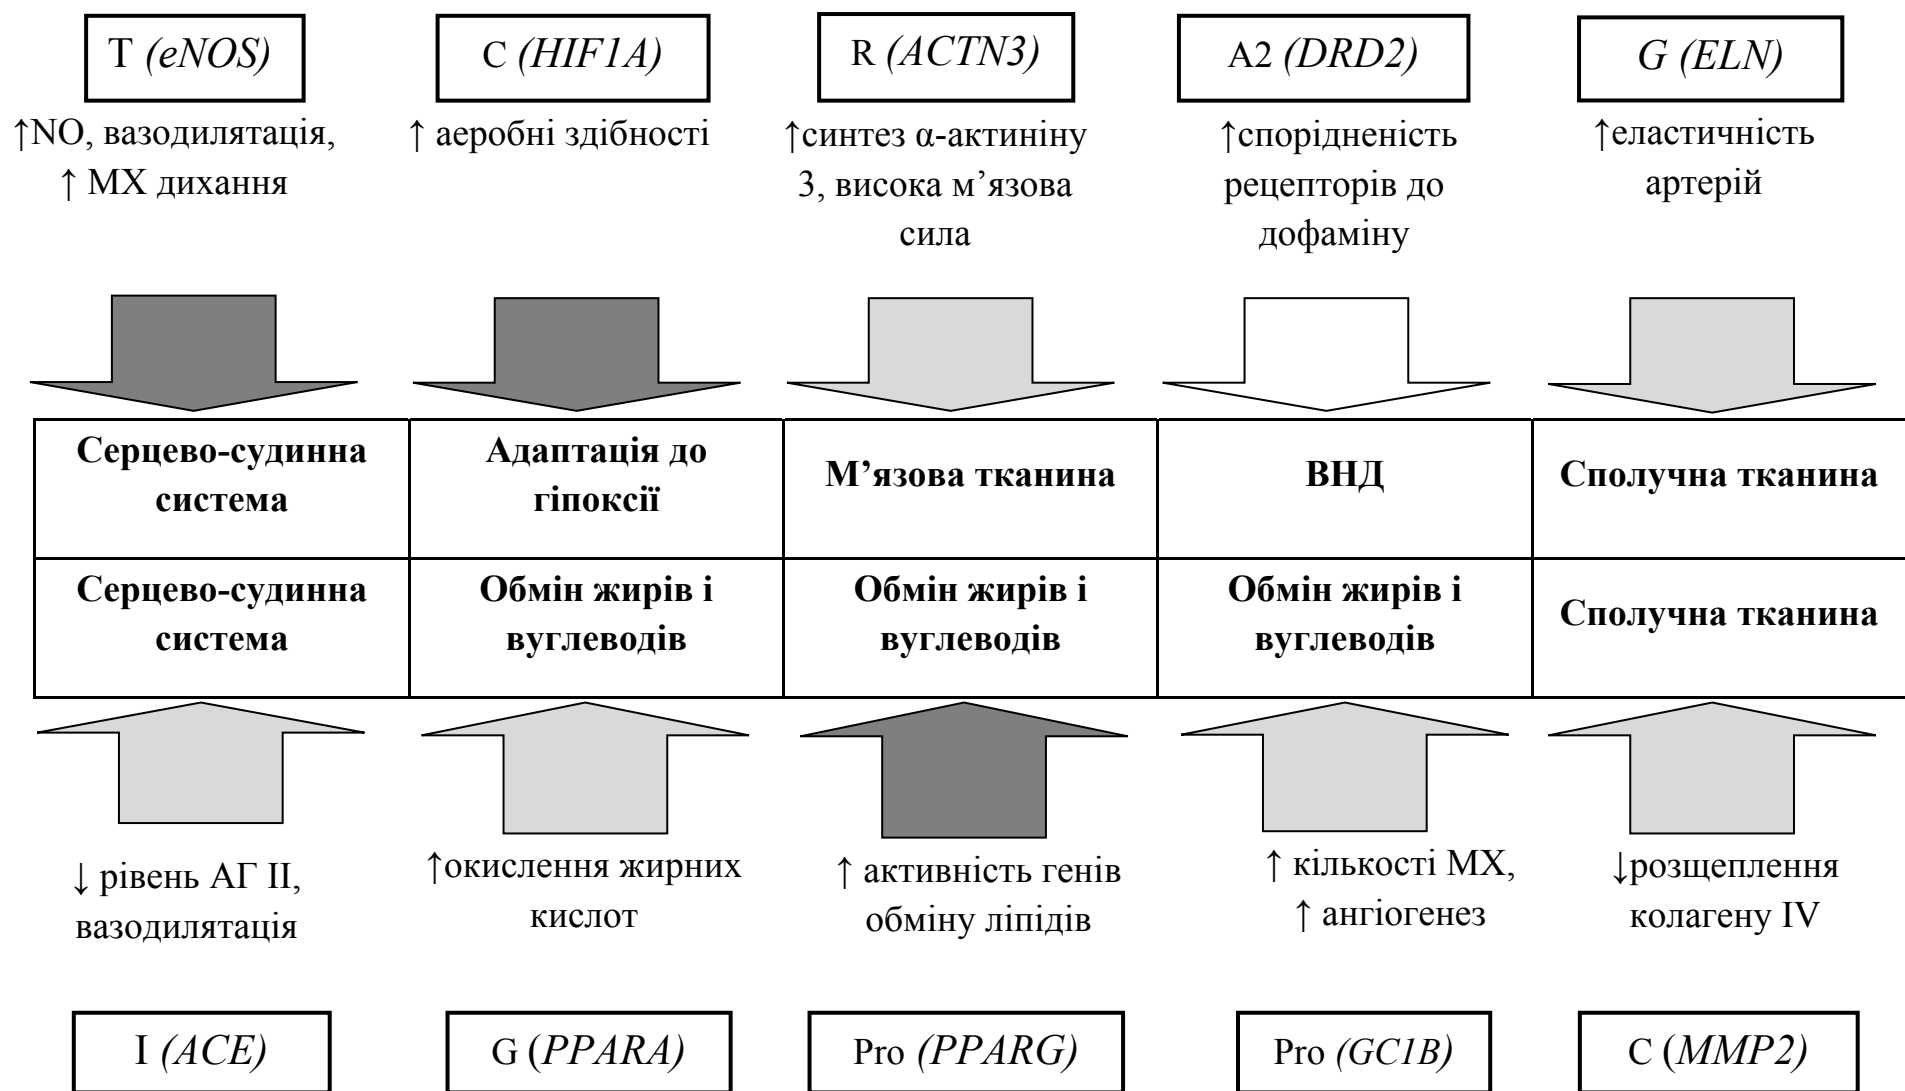 T (eNOS)
C (HIF1A)
R (ACTN3)
A2 (DRD2)
G (ELN)
↑NO, вазодилятація,
↑ МХ дихання
↑ аеробні здібності
↑синтез α-актиніну
3, висока м’язова
сила
↑спорідненість
рецепторів до
дофаміну
↑еластичність
артерій
Серцево-судинна
система
Адаптація до
гіпоксії
М’язова тканина
ВНД
Сполучна тканина
Серцево-судинна
система
Обмін жирів і
вуглеводів
Обмін жирів і
вуглеводів
Обмін жирів і
вуглеводів
Сполучна тканина
↓ рівень АГ ІІ,
вазодилятація
↑окислення жирних
кислот
↑ активність генів
обміну ліпідів
↑ кількості МХ,
↑ ангіогенез
↓розщеплення
колагену IV
I (ACE)
G (PPARA)
Pro (PPARG)
Pro (GC1B)
C (MMP2)